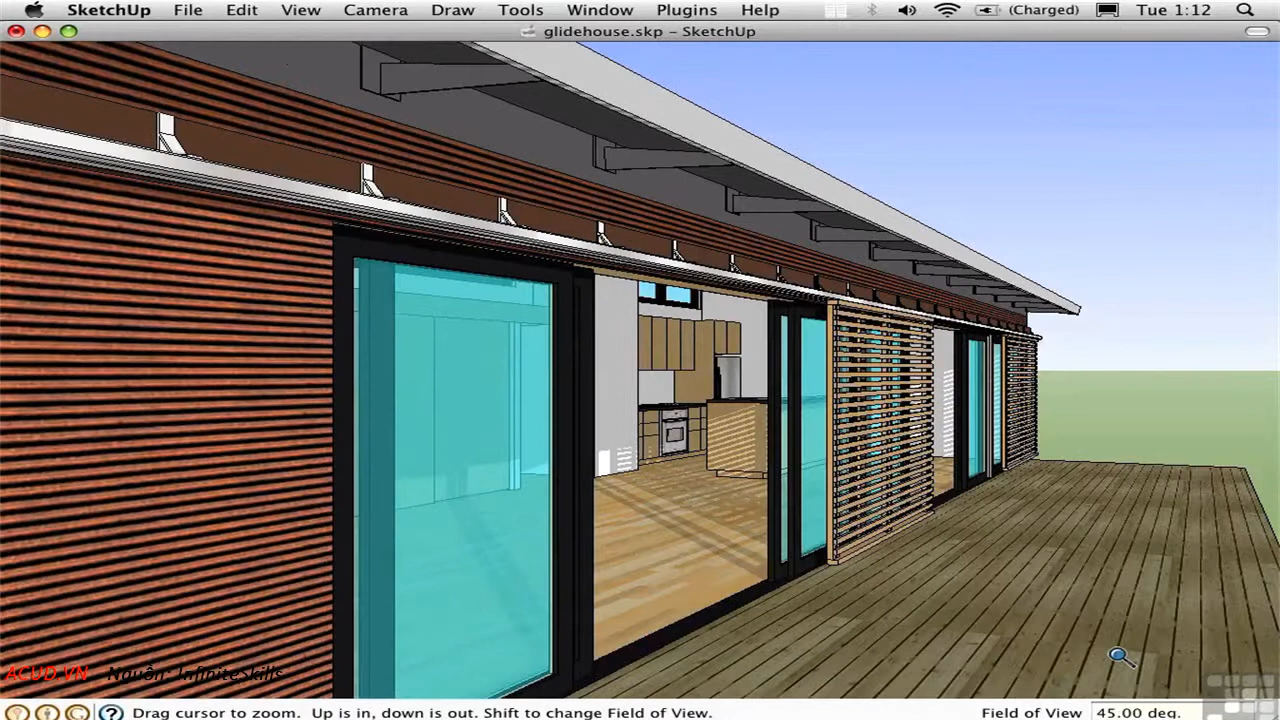 SketchUp File Edit View Camera Draw Tools Window Plugins Help (Charged) Tue 1:12
glidehouse.skp – SketchUp
ACUD.VN - Nguồn: Infiniteskills
Drag cursor to zoom. Up is in, down is out. Shift to change Field of View. Field of View 45.00 deg.